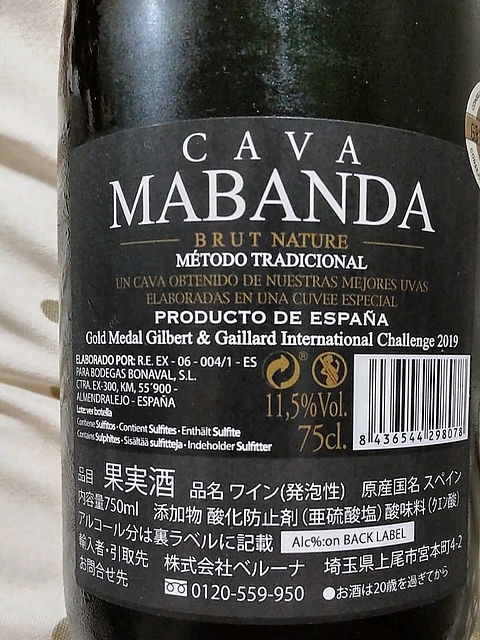 CAVA
MABANDA
BRUT NATURE
MÉTODO TRADICIONAL
UN CAVA OBTENIDO DE NUESTRAS MEJORES UVAS
ELABORADAS EN UNA CUVEE ESPECIAL
PRODUCTO DE ESPAÑA
Gold Medal Gilbert & Gaillard International Challenge 2019
ELABORADO POR: R.E. EX - 06 - 004/1 - ES
PARA BODEGAS BONAVAL, S.L.
CTRA. EX-300, KM, 55´900 -
ALMENDRALEJO - ESPAÑA
Lote: ver botella
Contiene Sulfitos · Contient Sulfites · Enthält Sulfite
Contains Sulphites · Sisältää sulfitteja · Indeholder Sulfitter
11,5%Vol.
75cl.
8 436544 298078
品目 果実酒 品名 ワイン(発泡性) 原産国名 スペイン
内容量750ml 添加物 酸化防止剤(亜硫酸塩) 酸味料(クエン酸)
アルコール分は裏ラベルに記載 Alc%:on BACK LABEL
輸入者・引取先 株式会社ベルーナ 埼玉県上尾市宮本町4-2
お問合せ先 0120-559-950 ●お酒は20歳を過ぎてから